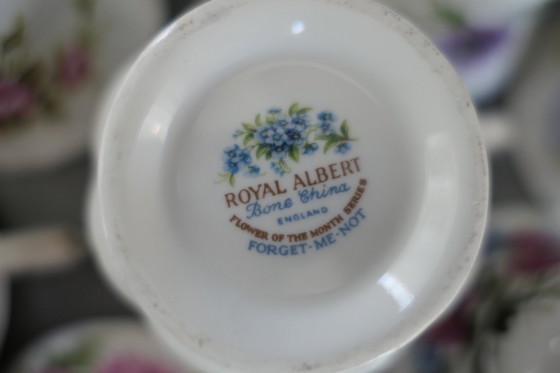 ROYAL ALBERT
Bone China
ENGLAND
FLOWER OF THE MONTH SERIES
FORGET-ME-NOT